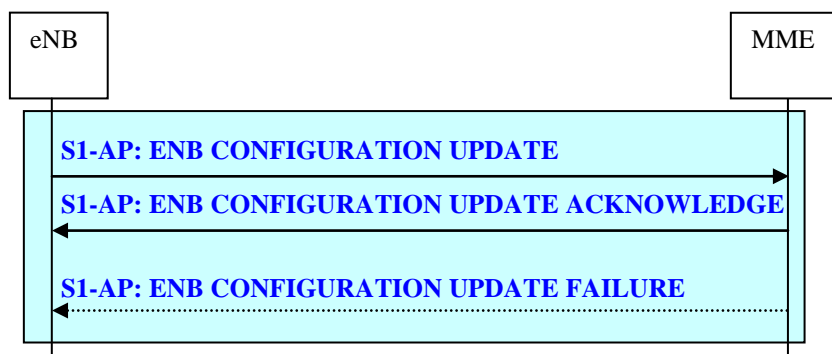 eNB
MME
S1-AP: ENB CONFIGURATION UPDATE
S1-AP: ENB CONFIGURATION UPDATE ACKNOWLEDGE
S1-AP: ENB CONFIGURATION UPDATE FAILURE